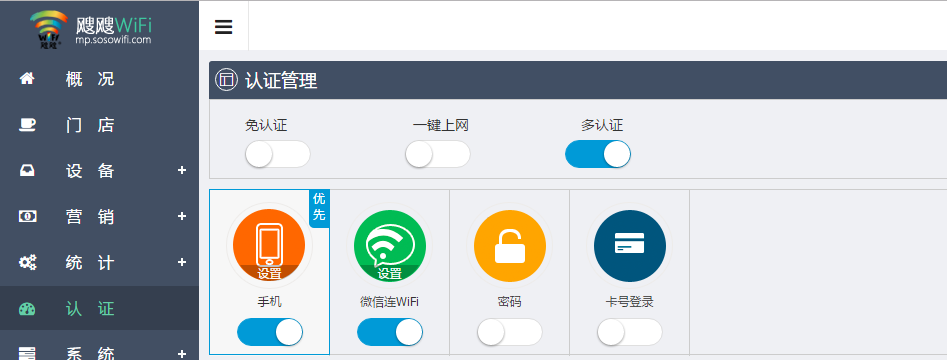 飕飕WiFi
mp.sosowifi.com
概 况
门 店
设 备
营 销
统 计
认 证
系 统
认证管理
免认证 一键上网 多认证
优先
设置 设置
手机 微信连WiFi 密码 卡号登录